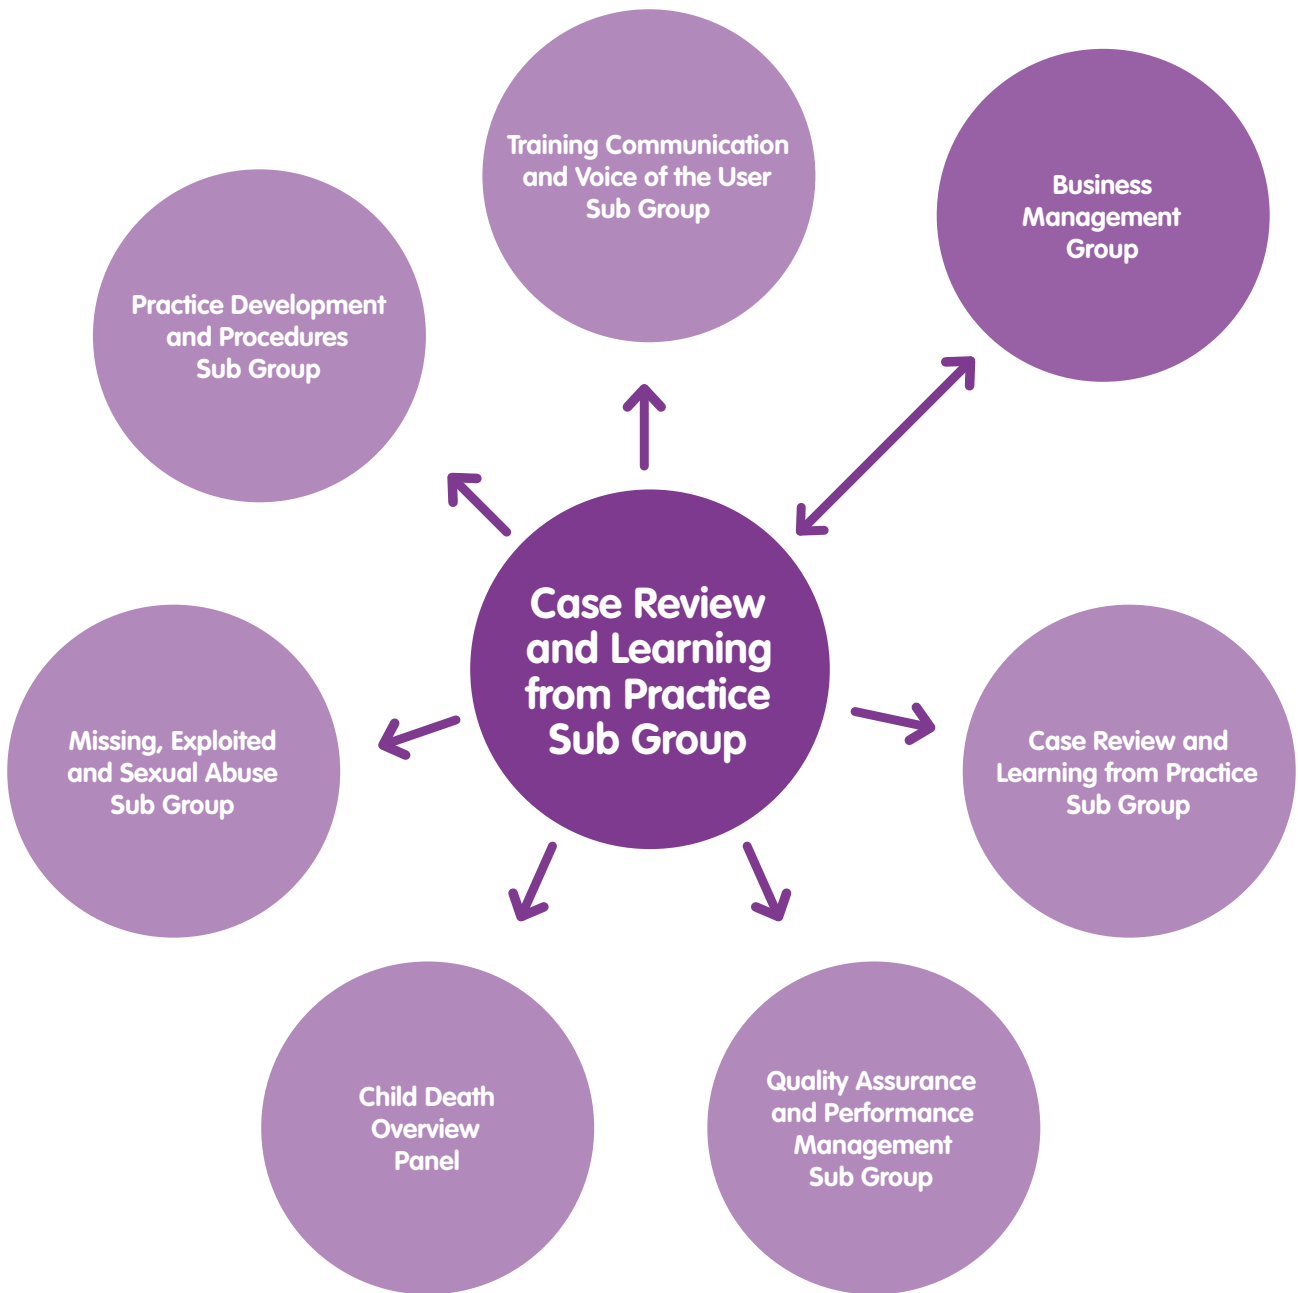 Training Communication
and Voice of the User
Sub Group
Business
Management
Group
Practice Development
and Procedures
Sub Group
Case Review
and Learning
from Practice
Sub Group
Missing, Exploited
and Sexual Abuse
Sub Group
Case Review and
Learning from Practice
Sub Group
Child Death
Overview
Panel
Quality Assurance
and Performance
Management
Sub Group